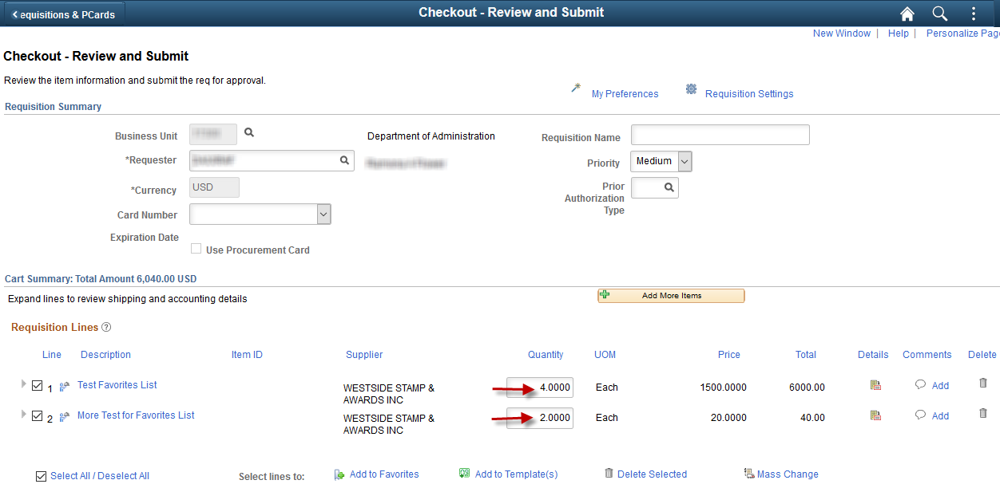 equisitions & PCards
Checkout - Review and Submit
New Window | Help | Personalize Pag
Checkout - Review and Submit
Review the item information and submit the req for approval.
My Preferences Requisition Settings
Requisition Summary
Business Unit Department of Administration Requisition Name
*Requester Priority Medium
*Currency USD Prior Authorization Type
Card Number
Expiration Date
Use Procurement Card
Cart Summary: Total Amount 6,040.00 USD
Expand lines to review shipping and accounting details Add More Items
Requisition Lines ?
Line Description Item ID Supplier Quantity UOM Price Total Details Comments Delete
1 Test Favorites List WESTSIDE STAMP & AWARDS INC 4.0000 Each 1500.0000 6000.00 Add
2 More Test for Favorites List WESTSIDE STAMP & AWARDS INC 2.0000 Each 20.0000 40.00 Add
Select All / Deselect All Select lines to: Add to Favorites Add to Template(s) Delete Selected Mass Change